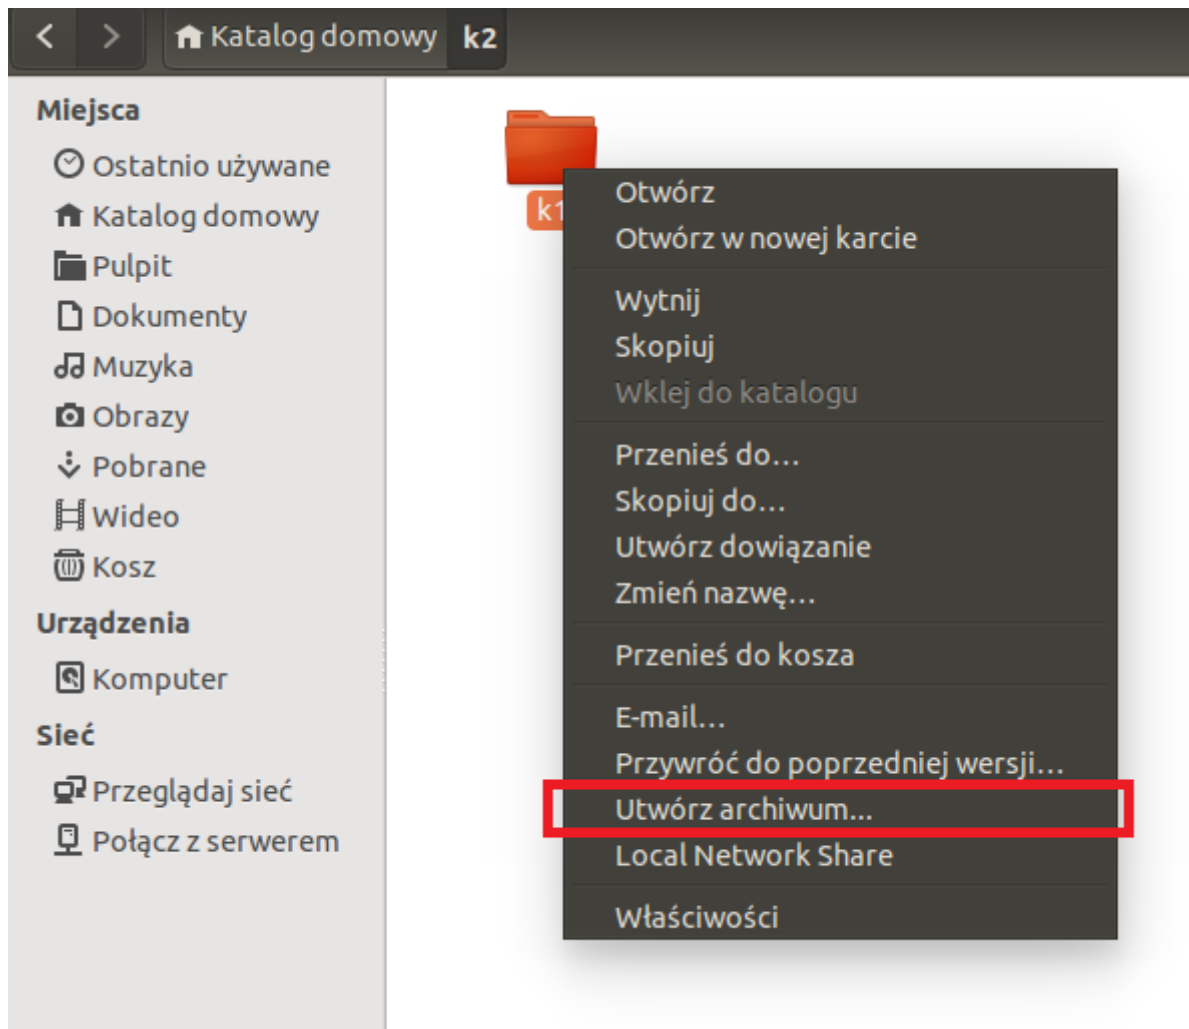 Katalog domowy k2
Miejsca
Ostatnio używane
Katalog domowy
Pulpit
Dokumenty
Muzyka
Obrazy
Pobrane
Wideo
Kosz
Urządzenia
Komputer
Sieć
Przeglądaj sieć
Połącz z serwerem
k1
Otwórz
Otwórz w nowej karcie
Wytnij
Skopiuj
Wklej do katalogu
Przenieś do...
Skopiuj do...
Utwórz dowiązanie
Zmień nazwę...
Przenieś do kosza
E-mail...
Przywróć do poprzedniej wersji...
Utwórz archiwum...
Local Network Share
Właściwości